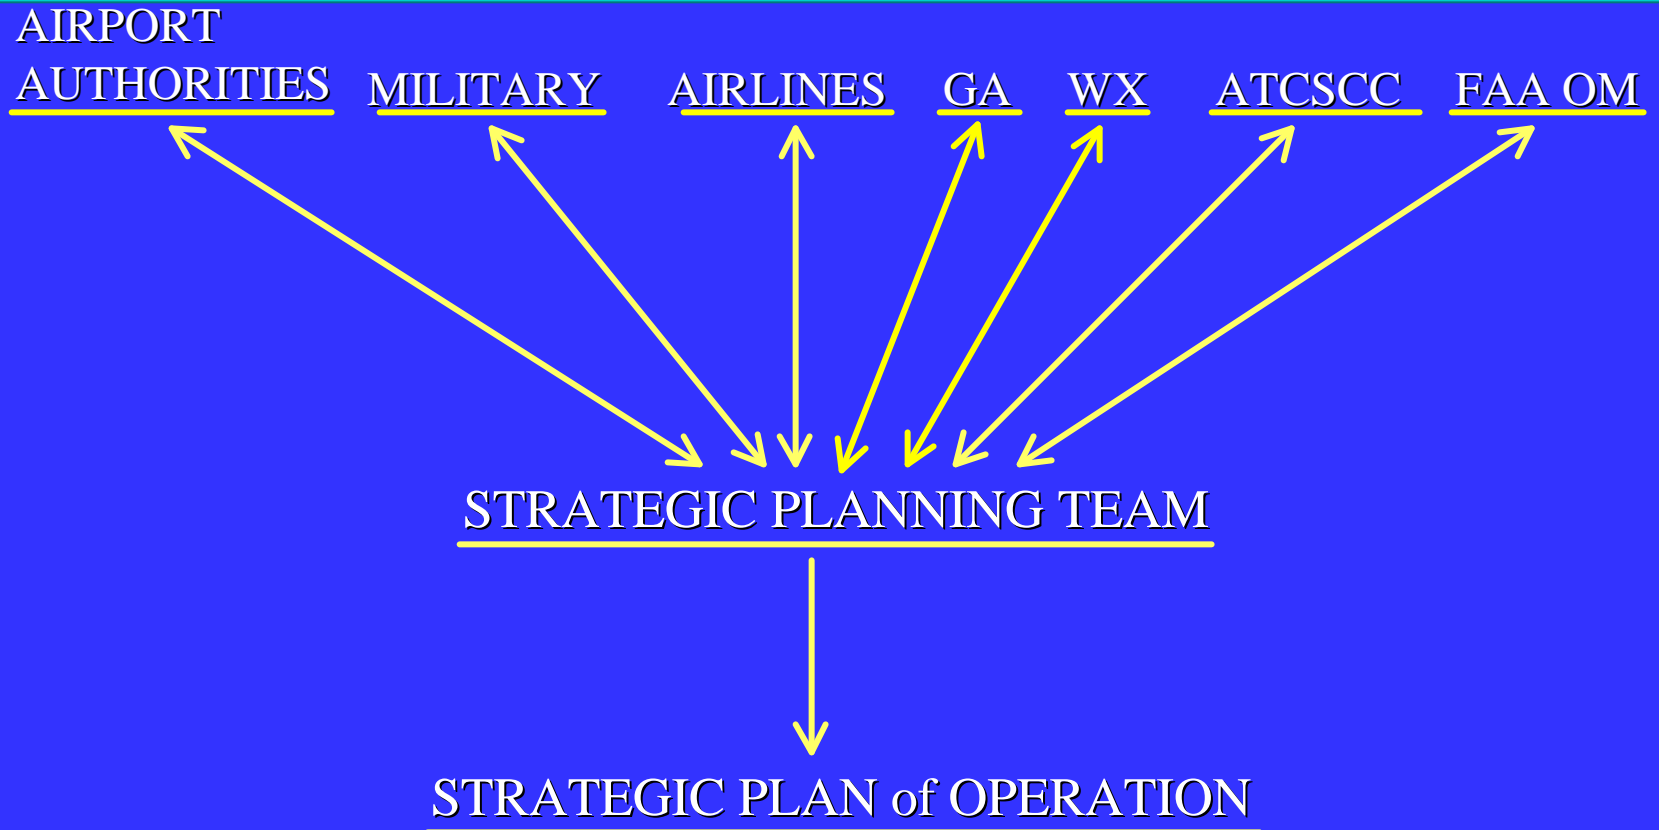 AIRPORT
AUTHORITIES MILITARY AIRLINES GA WX ATCSCC FAA OM
STRATEGIC PLANNING TEAM
STRATEGIC PLAN of OPERATION